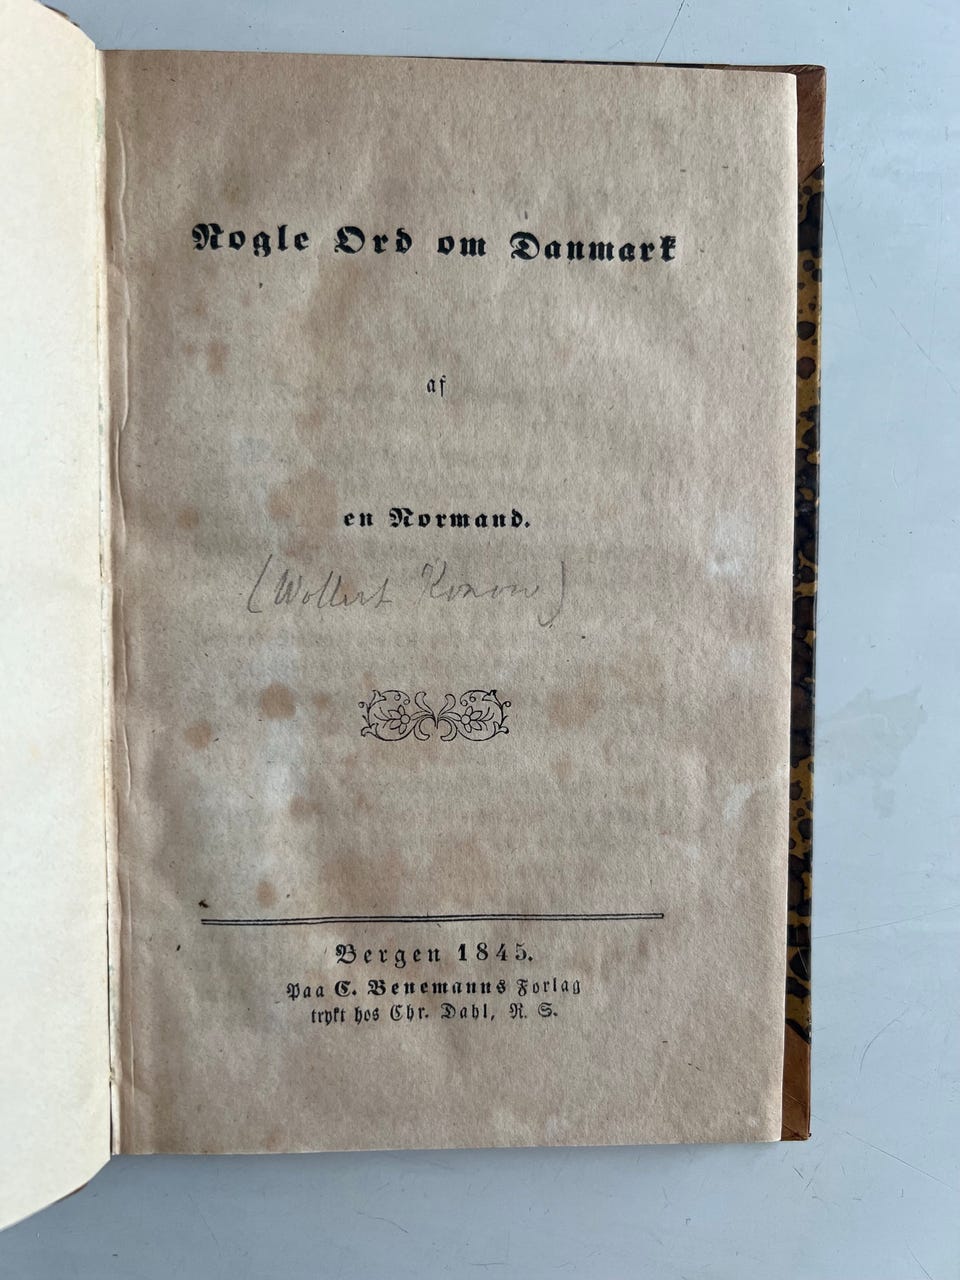 Nogle Ord om Danmark
af
en Normand.
(Wollert Konow)
Bergen 1845.
Paa C. Benemanns Forlag
trykt hos Chr. Dahl, R. S.